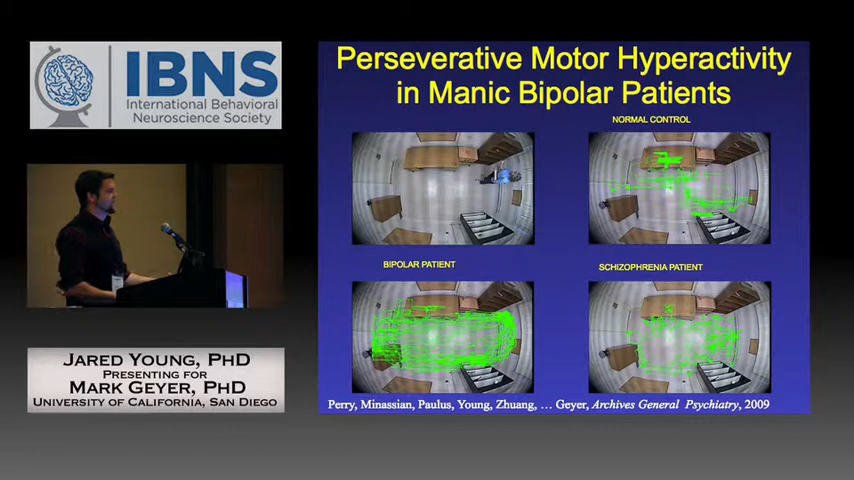 IBNS
International Behavioral
Neuroscience Society
Perseverative Motor Hyperactivity
in Manic Bipolar Patients
NORMAL CONTROL
BIPOLAR PATIENT
SCHIZOPHRENIA PATIENT
Perry, Minassian, Paulus, Young, Zhuang, … Geyer, Archives General Psychiatry, 2009
JARED YOUNG, PHD
PRESENTING FOR
MARK GEYER, PHD
UNIVERSITY OF CALIFORNIA, SAN DIEGO